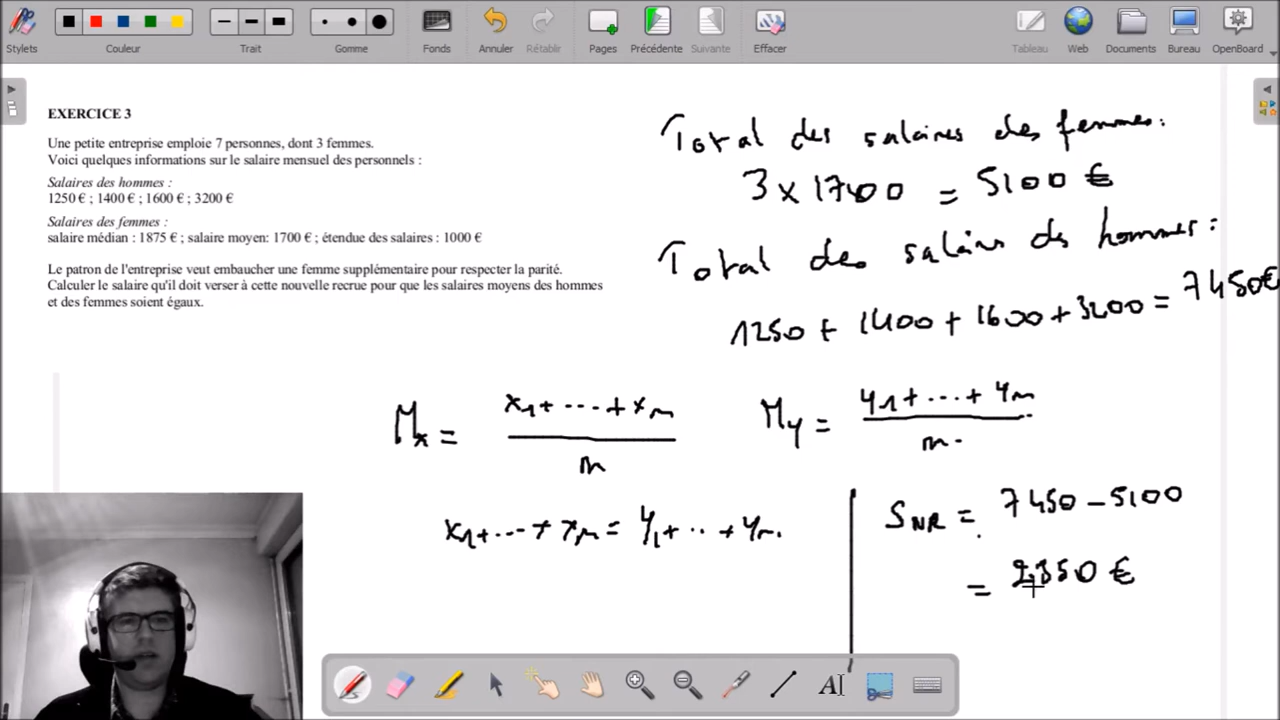 Stylets
Couleur
Trait
Gomme
Fonds
Annuler
Rétablir
Pages
Précédente
Suivante
Effacer
Tableau
Web
Documents
Bureau
OpenBoard
EXERCICE 3
Une petite entreprise emploie 7 personnes, dont 3 femmes.
Voici quelques informations sur le salaire mensuel des personnels :
Salaires des hommes :
1250 € ; 1400 € ; 1600 € ; 3200 €
Salaires des femmes :
salaire médian : 1875 € ; salaire moyen: 1700 € ; étendue des salaires : 1000 €
Le patron de l'entreprise veut embaucher une femme supplémentaire pour respecter la parité.
Calculer le salaire qu'il doit verser à cette nouvelle recrue pour que les salaires moyens des hommes
et des femmes soient égaux.
Total des salaires des femmes :
3 x 1700 = 5100 €
Total des salaires des hommes :
1250 + 1400 + 1600 + 3200 = 7450€
Mx = x1 + ... + xn / n
My = y1 + ... + yn / n
x1 + ... + xn = y1 + ... + yn
SNR = 7450 - 5100
= 2350 €
AI